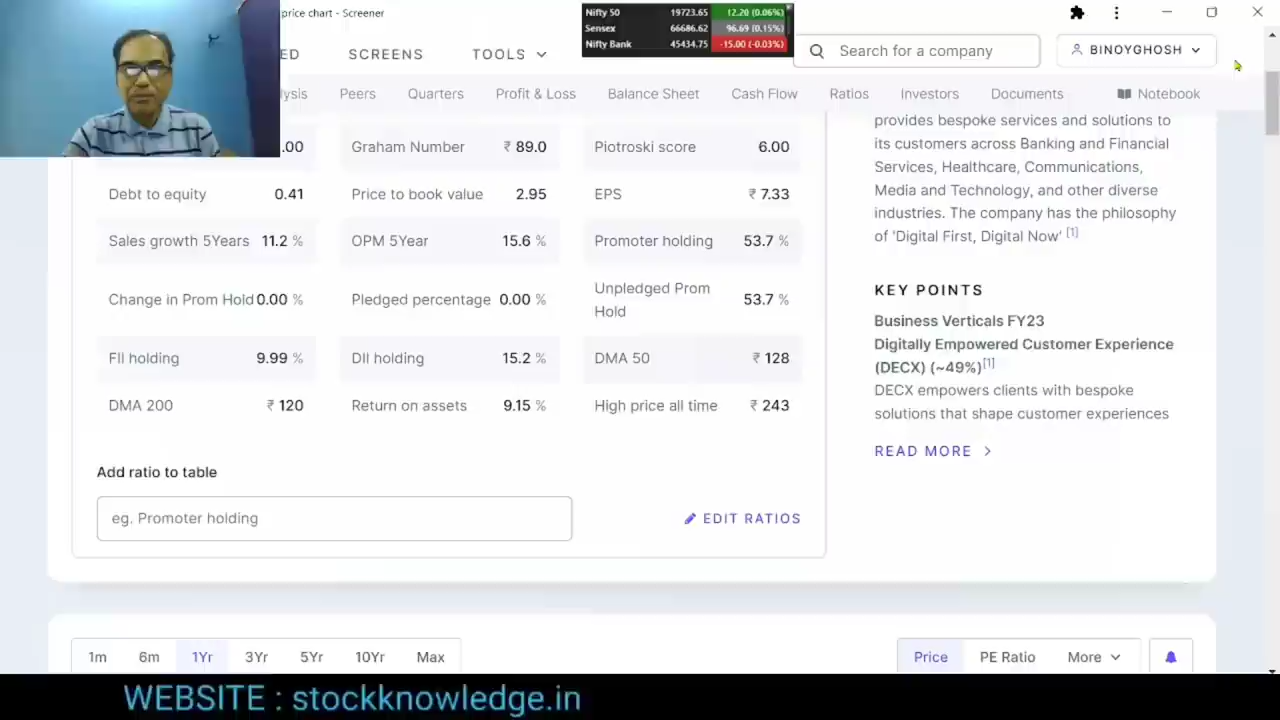 price chart - Screener
Nifty 50 19723.65 12.20 (0.06%)
Sensex 66686.62 96.69 (0.15%)
Nifty Bank 45434.75 -15.00 (-0.03%)
ED SCREENS TOOLS
Search for a company
BINOYGHOSH
lysis Peers Quarters Profit & Loss Balance Sheet Cash Flow Ratios Investors Documents Notebook
.00 Graham Number ₹ 89.0 Piotroski score 6.00
Debt to equity 0.41 Price to book value 2.95 EPS ₹ 7.33
Sales growth 5Years 11.2 % OPM 5Year 15.6 % Promoter holding 53.7 %
Change in Prom Hold 0.00 % Pledged percentage 0.00 % Unpledged Prom
Hold 53.7 %
FII holding 9.99 % DII holding 15.2 % DMA 50 ₹ 128
DMA 200 ₹ 120 Return on assets 9.15 % High price all time ₹ 243
Add ratio to table
eg. Promoter holding
EDIT RATIOS
provides bespoke services and solutions to
its customers across Banking and Financial
Services, Healthcare, Communications,
Media and Technology, and other diverse
industries. The company has the philosophy
of 'Digital First, Digital Now' [1]
KEY POINTS
Business Verticals FY23
Digitally Empowered Customer Experience
(DECX) (~49%)[1]
DECX empowers clients with bespoke
solutions that shape customer experiences
READ MORE
1m 6m 1Yr 3Yr 5Yr 10Yr Max
Price PE Ratio More
WEBSITE : stockknowledge.in